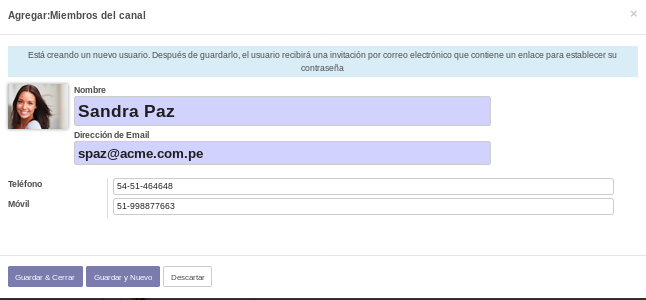 Agregar:Miembros del canal
×
Está creando un nuevo usuario. Después de guardarlo, el usuario recibirá una invitación por correo electrónico que contiene un enlace para establecer su
contraseña
Nombre
Sandra Paz
Dirección de Email
spaz@acme.com.pe
Teléfono
54-51-464648
Móvil
51-998877663
Guardar & Cerrar
Guardar y Nuevo
Descartar